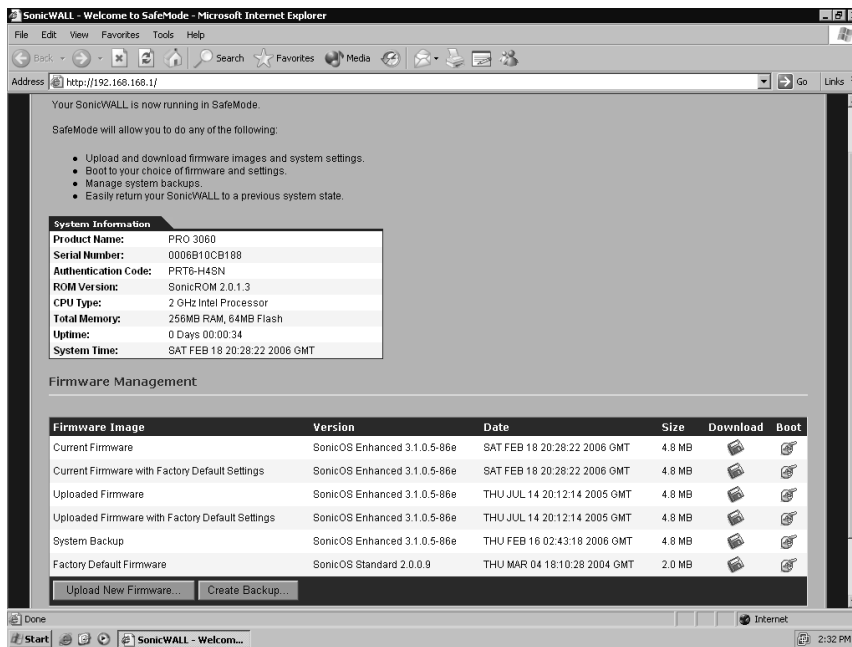 SonicWALL - Welcome to SafeMode - Microsoft Internet Explorer
File Edit View Favorites Tools Help
Back Search Favorites Media
Address http://192.168.168.1/ Go Links
Your SonicWALL is now running in SafeMode.
SafeMode will allow you to do any of the following:
• Upload and download firmware images and system settings.
• Boot to your choice of firmware and settings.
• Manage system backups.
• Easily return your SonicWALL to a previous system state.
System Information
Product Name: PRO 3060
Serial Number: 0006B10CB188
Authentication Code: PRT6-H4SN
ROM Version: SonicROM 2.0.1.3
CPU Type: 2 GHz Intel Processor
Total Memory: 256MB RAM, 64MB Flash
Uptime: 0 Days 00:00:34
System Time: SAT FEB 18 20:28:22 2006 GMT
Firmware Management
Firmware Image Version Date Size Download Boot
Current Firmware SonicOS Enhanced 3.1.0.5-86e SAT FEB 18 20:28:22 2006 GMT 4.8 MB
Current Firmware with Factory Default Settings SonicOS Enhanced 3.1.0.5-86e SAT FEB 18 20:28:22 2006 GMT 4.8 MB
Uploaded Firmware SonicOS Enhanced 3.1.0.5-86e THU JUL 14 20:12:14 2005 GMT 4.8 MB
Uploaded Firmware with Factory Default Settings SonicOS Enhanced 3.1.0.5-86e THU JUL 14 20:12:14 2005 GMT 4.8 MB
System Backup SonicOS Enhanced 3.1.0.5-86e THU FEB 16 02:43:18 2006 GMT 4.8 MB
Factory Default Firmware SonicOS Standard 2.0.0.9 THU MAR 04 18:10:28 2004 GMT 2.0 MB
Upload New Firmware... Create Backup...
Done Internet
Start SonicWALL - Welcom... 2:32 PM